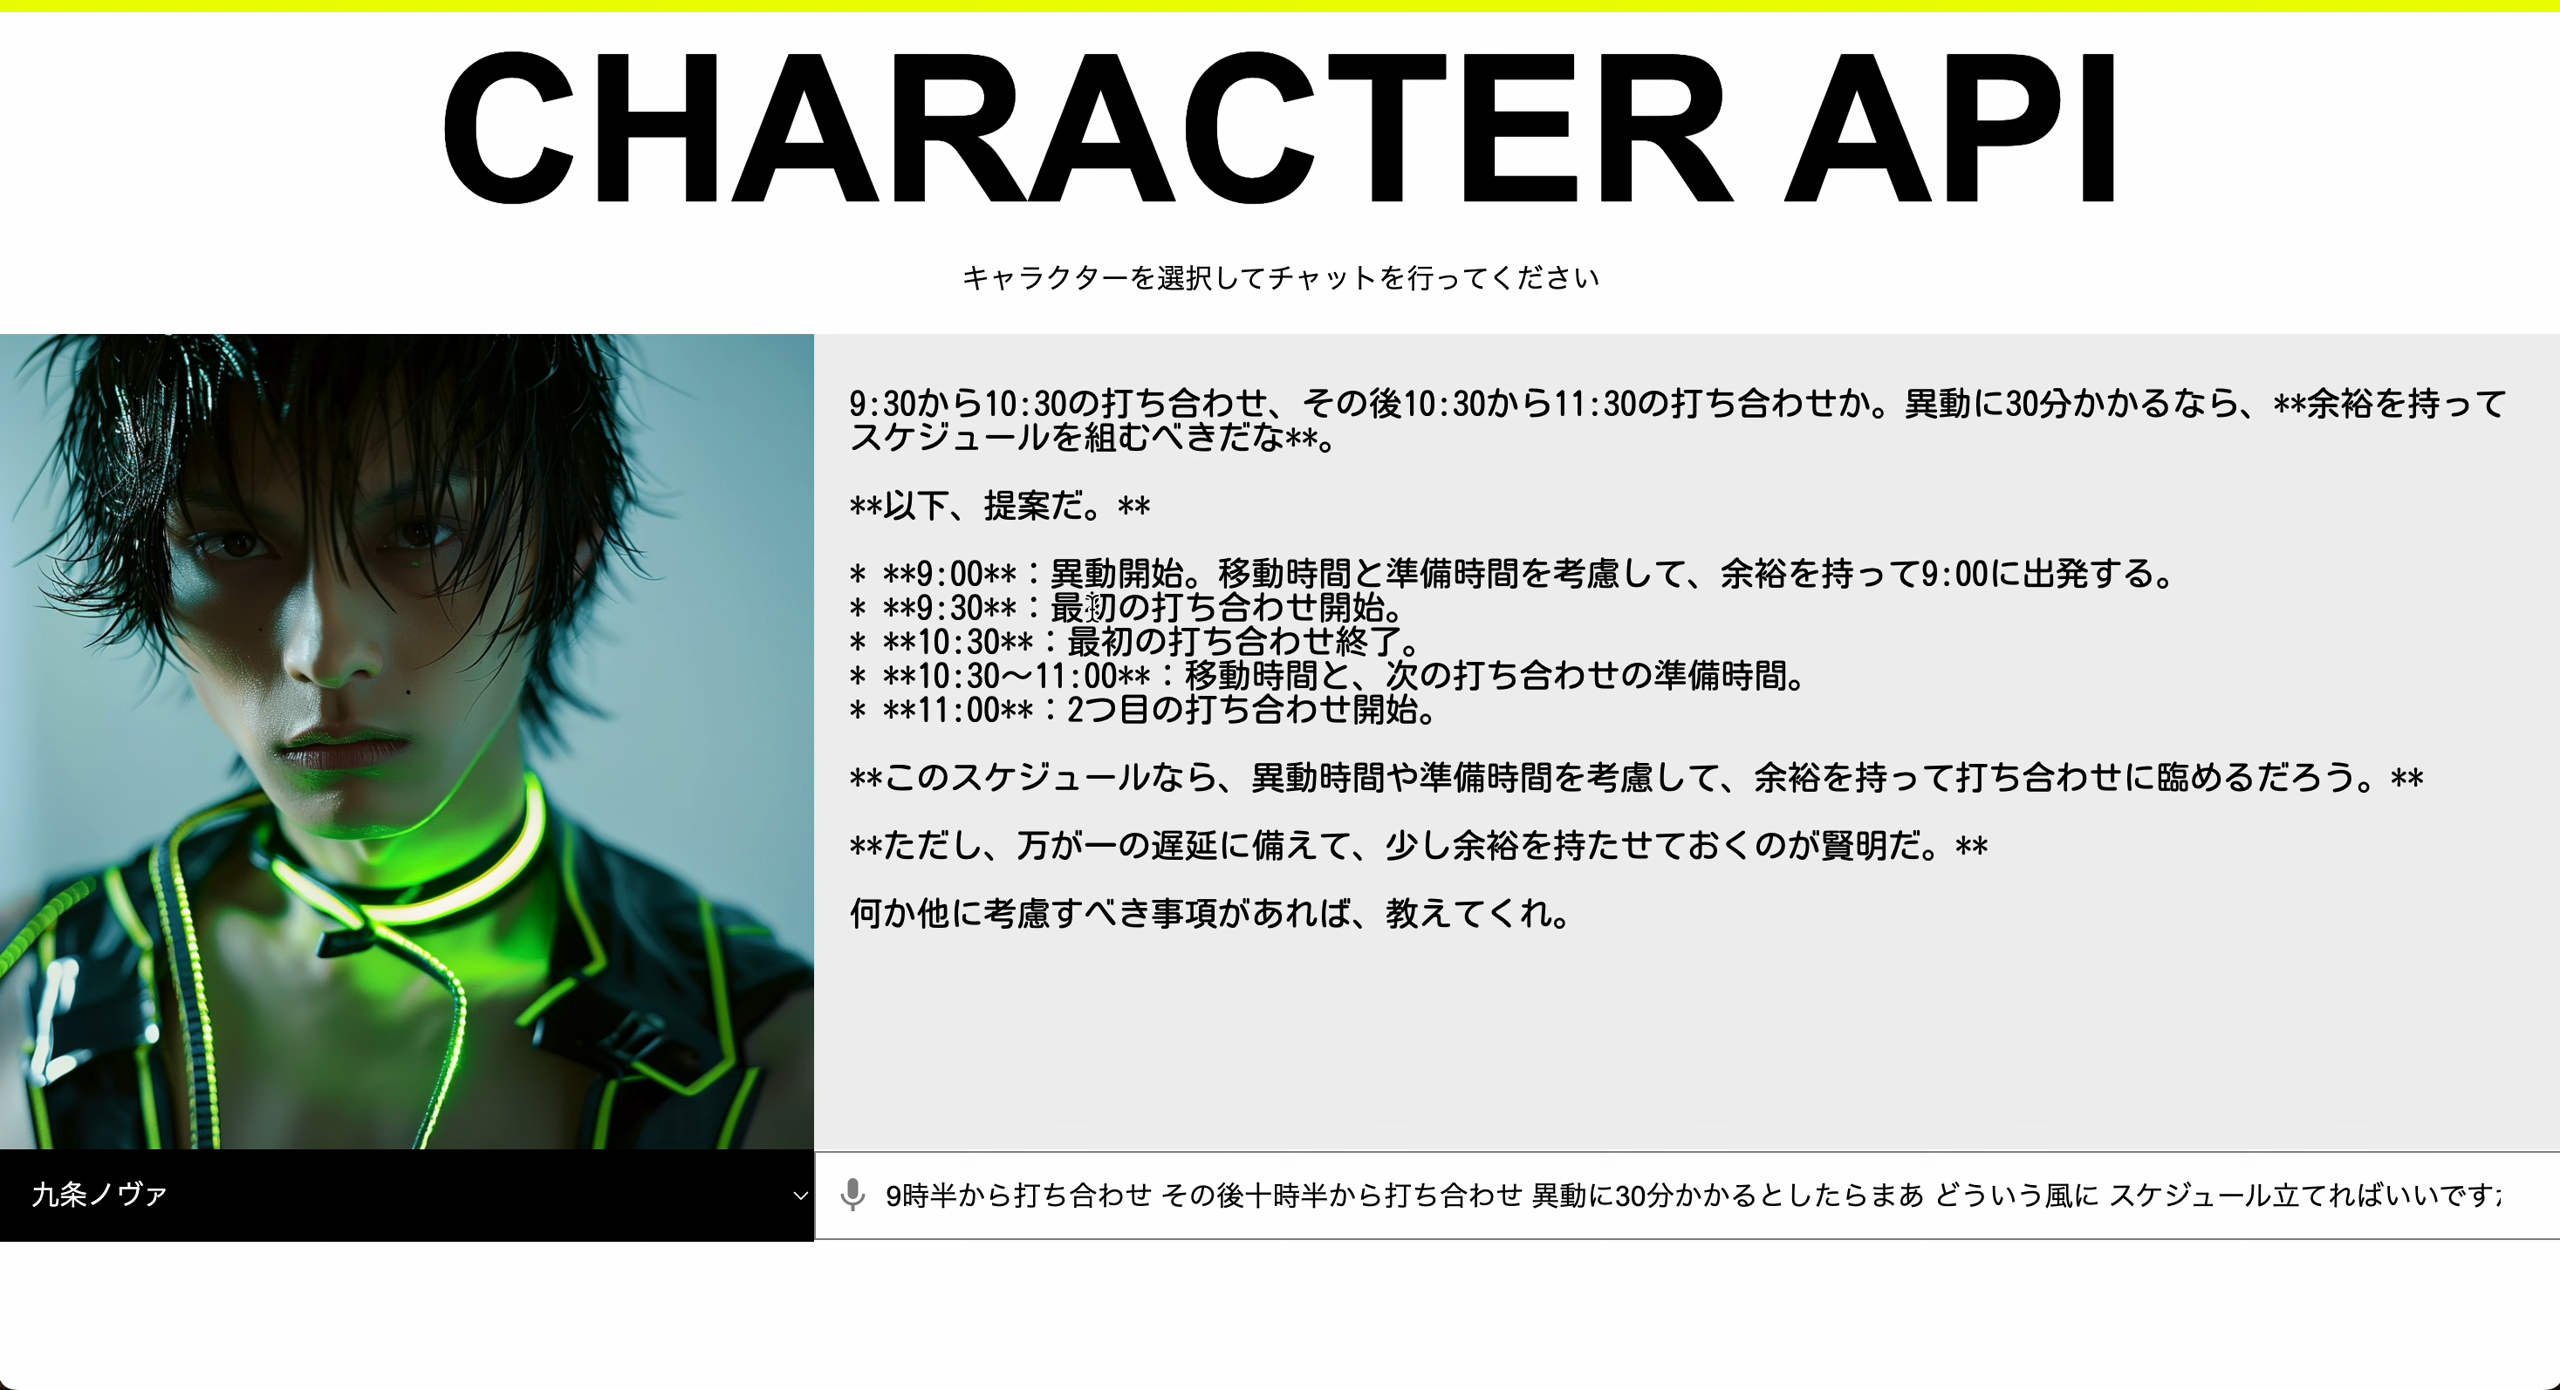 CHARACTER API
キャラクターを選択してチャットを行ってください
9:30から10:30の打ち合わせ、その後10:30から11:30の打ち合わせか。異動に30分かかるなら、**余裕を持って
スケジュールを組むべきだな**。
**以下、提案だ。**
* **9:00**：異動開始。移動時間と準備時間を考慮して、余裕を持って9:00に出発する。
* **9:30**：最初の打ち合わせ開始。
* **10:30**：最初の打ち合わせ終了。
* **10:30〜11:00**：移動時間と、次の打ち合わせの準備時間。
* **11:00**：2つ目の打ち合わせ開始。
**このスケジュールなら、異動時間や準備時間を考慮して、余裕を持って打ち合わせに臨めるだろう。**
**ただし、万が一の遅延に備えて、少し余裕を持たせておくのが賢明だ。**
何か他に考慮すべき事項があれば、教えてくれ。
九条ノヴァ
9時半から打ち合わせ その後十時半から打ち合わせ 異動に30分かかるとしたらまあ どういう風に スケジュール立てればいいです